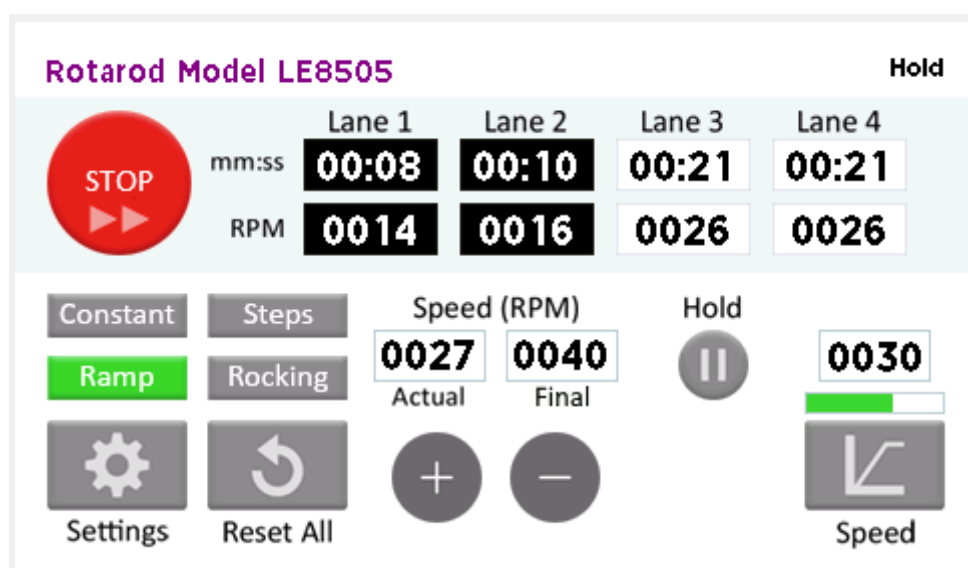 Rotarod Model LE8505 Hold
Lane 1 Lane 2 Lane 3 Lane 4
mm:ss 00:08 00:10 00:21 00:21
STOP
RPM 0014 0016 0026 0026
Constant Steps Speed (RPM) Hold
0027 0040 0030
Ramp Rocking
Actual Final
Settings Reset All Speed